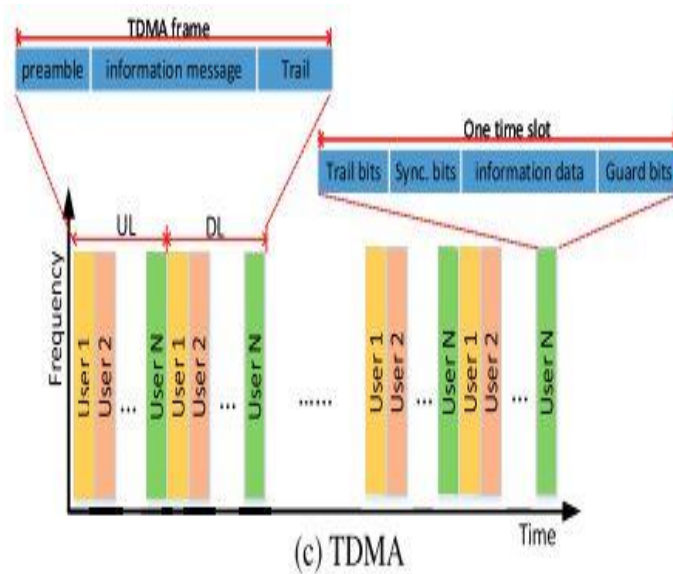 TDMA frame
preamble information message Trail
One time slot
Trail bits Sync. bits information data Guard bits
UL DL
Frequency
User 1 User 2 ... User N User 1 User 2 ... User N ...... User 1 User 2 ... User N User 1 User 2 ... User N
Time
(c) TDMA